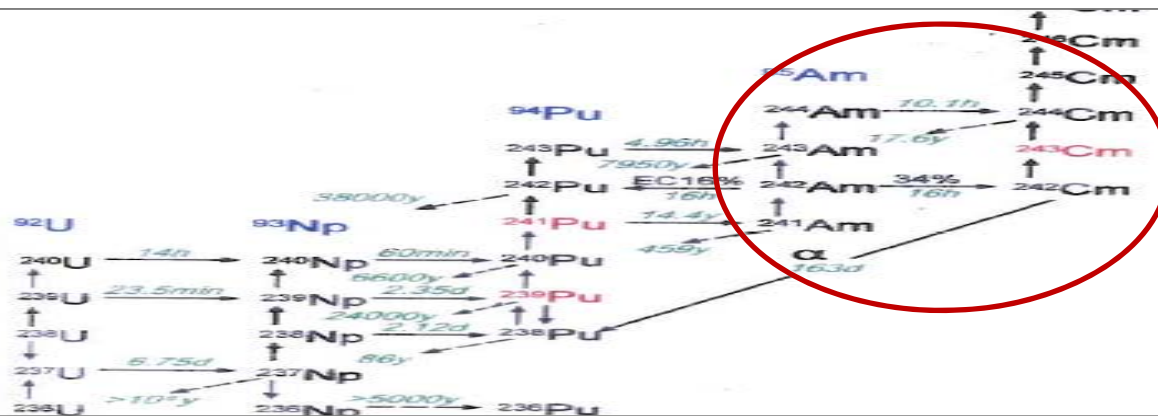 ²⁴⁶Cm
⁹⁵Am ²⁴⁵Cm
⁹⁴Pu ²⁴⁴Am 10.1h ²⁴⁴Cm
17.6y
²⁴³Pu 4.96h ²⁴³Am ²⁴³Cm
7950y
²⁴²Pu EC16% ²⁴²Am 34% ²⁴²Cm
38000y 16h 16h
⁹²U ⁹³Np ²⁴¹Pu 14.4y ²⁴¹Am
459y
²⁴⁰U 14h ²⁴⁰Np 60min ²⁴⁰Pu α
6600y 163d
²³⁹U 23.5min ²³⁹Np 2.35d ²³⁹Pu
24000y
²³⁸U ²³⁸Np 2.12d ²³⁸Pu
86y
²³⁷U 6.75d ²³⁷Np
²³⁶U ²³⁶Np >5000y ²³⁶Pu